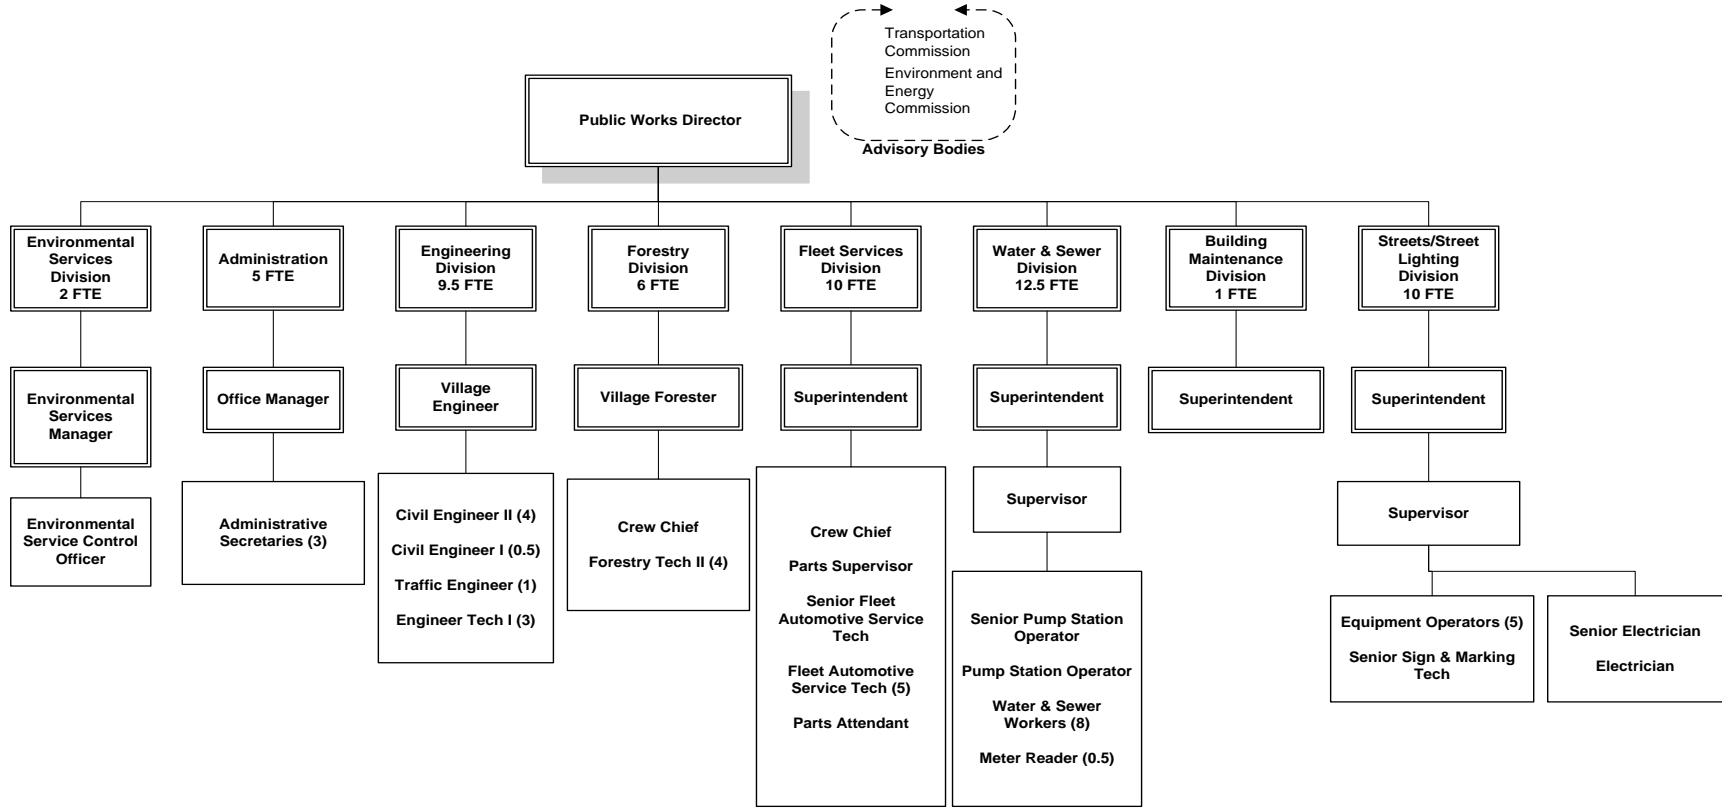 Transportation
Commission
Environment and
Energy
Commission
Advisory Bodies
Public Works Director
Environmental
Services
Division
2 FTE
Administration
5 FTE
Engineering
Division
9.5 FTE
Forestry
Division
6 FTE
Fleet Services
Division
10 FTE
Water & Sewer
Division
12.5 FTE
Building
Maintenance
Division
1 FTE
Streets/Street
Lighting
Division
10 FTE
Environmental
Services
Manager
Office Manager
Village
Engineer
Village Forester
Superintendent
Superintendent
Superintendent
Superintendent
Environmental
Service Control
Officer
Administrative
Secretaries (3)
Civil Engineer II (4)
Civil Engineer I (0.5)
Traffic Engineer (1)
Engineer Tech I (3)
Crew Chief
Forestry Tech II (4)
Crew Chief
Parts Supervisor
Senior Fleet
Automotive Service
Tech
Fleet Automotive
Service Tech (5)
Parts Attendant
Supervisor
Senior Pump Station
Operator
Pump Station Operator
Water & Sewer
Workers (8)
Meter Reader (0.5)
Supervisor
Equipment Operators (5)
Senior Sign & Marking
Tech
Senior Electrician
Electrician